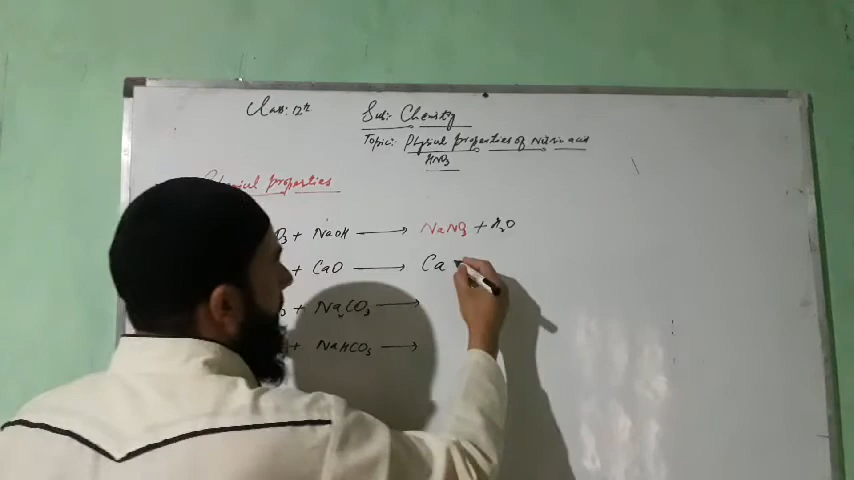 Class: 12th
Sub: Chemistry
Topic: Physical properties of Nitric acid
HNO3
properties
+ NaOH → NaNO3 + H2O
+ CaO → Ca
+ Na2CO3 →
+ NaHCO3 →